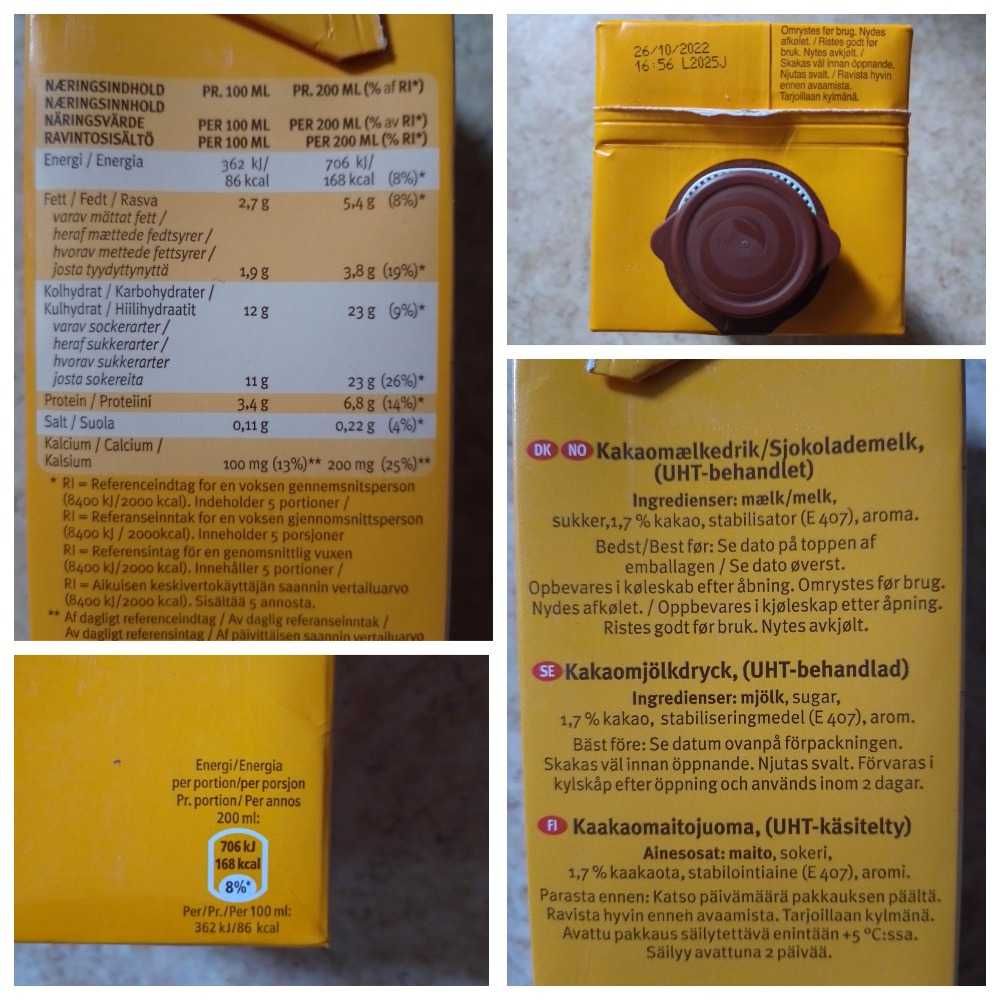 NÆRINGSINDHOLD PR. 100 ML PR. 200 ML (% af RI*)
NÆRINGSINNHOLD
NÄRINGSVÄRDE PER 100 ML PER 200 ML (% av RI*)
RAVINTOSISÄLTÖ PER 100 ML PER 200 ML (% RI*)
Energi / Energia 362 kJ/ 706 kJ/
86 kcal 168 kcal (8%)*
Fett / Fedt / Rasva 2,7 g 5,4 g (8%)*
varav mättat fett /
heraf mættede fedtsyrer /
hvorav mettede fettsyrer /
josta tyydyttynyttä 1,9 g 3,8 g (19%)*
Kolhydrat / Karbohydrater /
Kulhydrat / Hiilihydraatit 12 g 23 g (9%)*
varav sockerarter /
heraf sukkerarter /
hvorav sukkerarter
josta sokereita 11 g 23 g (26%)*
Protein / Proteiini 3,4 g 6,8 g (14%)*
Salt / Suola 0,11 g 0,22 g (4%)*
Kalcium / Calcium /
Kalsium 100 mg (13%)** 200 mg (25%)**
* RI = Referenceindtag for en voksen gennemsnitsperson
(8400 kJ/2000 kcal). Indeholder 5 portioner /
RI = Referanseinntak for en voksen gjennomsnittsperson
(8400 kJ / 2000kcal). Inneholder 5 porsjoner
RI = Referensintag för en genomsnittlig vuxen
(8400 kJ/2000 kcal). Innehåller 5 portioner /
RI = Aikuisen keskivertokäyttäjän saannin vertailuarvo
(8400 kJ/2000 kcal). Sisältää 5 annosta.
** Af dagligt referenceindtag / Av daglig referanseinntak /
Av dagligt referensintag / Af päivittäisen saannin vertailuarvo
26/10/2022
16:56 L2025J
Omrystes før brug. Nydes
afkølet. / Ristes godt før
bruk. Nytes avkjølt. /
Skakas väl innan öppnande.
Njutas svalt. / Ravista hyvin
ennen avaamista.
Tarjoillaan kylmänä.
DK NO Kakaomælkedrik/Sjokolademelk,
(UHT-behandlet)
Ingredienser: mælk/melk,
sukker,1,7 % kakao, stabilisator (E 407), aroma.
Bedst/Best før: Se dato på toppen af
emballagen / Se dato øverst.
Opbevares i køleskab efter åbning. Omrystes før brug.
Nydes afkølet. / Oppbevares i kjøleskap etter åpning.
Ristes godt før bruk. Nytes avkjølt.
SE Kakaomjölkdryck, (UHT-behandlad)
Ingredienser: mjölk, sugar,
1,7 % kakao, stabiliseringmedel (E 407), arom.
Bäst före: Se datum ovanpå förpackningen.
Skakas väl innan öppnande. Njutas svalt. Förvaras i
kylskåp efter öppning och används inom 2 dagar.
FI Kaakaomaitojuoma, (UHT-käsitelty)
Ainesosat: maito, sokeri,
1,7 % kaakaota, stabilointiaine (E 407), aromi.
Parasta ennen: Katso päivämäärä pakkauksen päältä.
Ravista hyvin ennen avaamista. Tarjoillaan kylmänä.
Avattu pakkaus säilytettävä enintään +5 °C:ssa.
Säilyy avattuna 2 päivää.
Energi/Energia
per portion/per porsjon
Pr. portion/Per annos
200 ml:
706 kJ
168 kcal
8%*
Per/Pr./Per 100 ml:
362 kJ/86 kcal